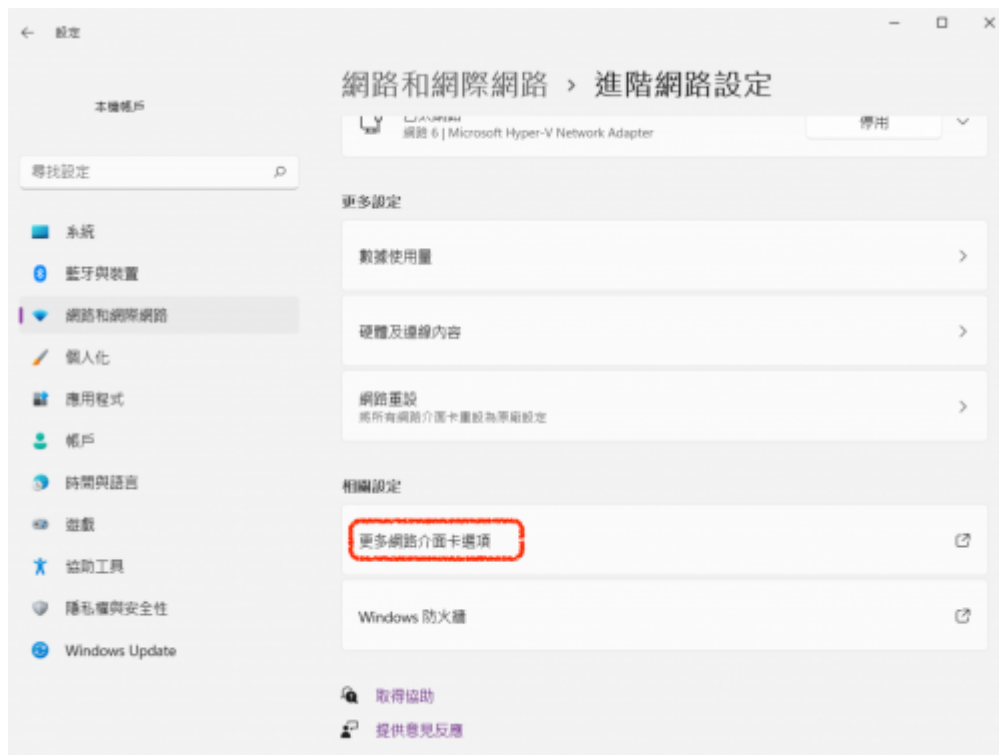 設定
網路和網際網路 › 進階網路設定
本機帳戶
網路 6 | Microsoft Hyper-V Network Adapter
停用
尋找設定
更多設定
系統
數據使用量
藍牙與裝置
網路和網際網路
硬體及連線內容
個人化
應用程式
網路重設
將所有網路介面卡重設為原廠設定
帳戶
時間與語言
相關設定
遊戲
更多網路介面卡選項
協助工具
隱私權與安全性
Windows 防火牆
Windows Update
取得協助
提供意見反應